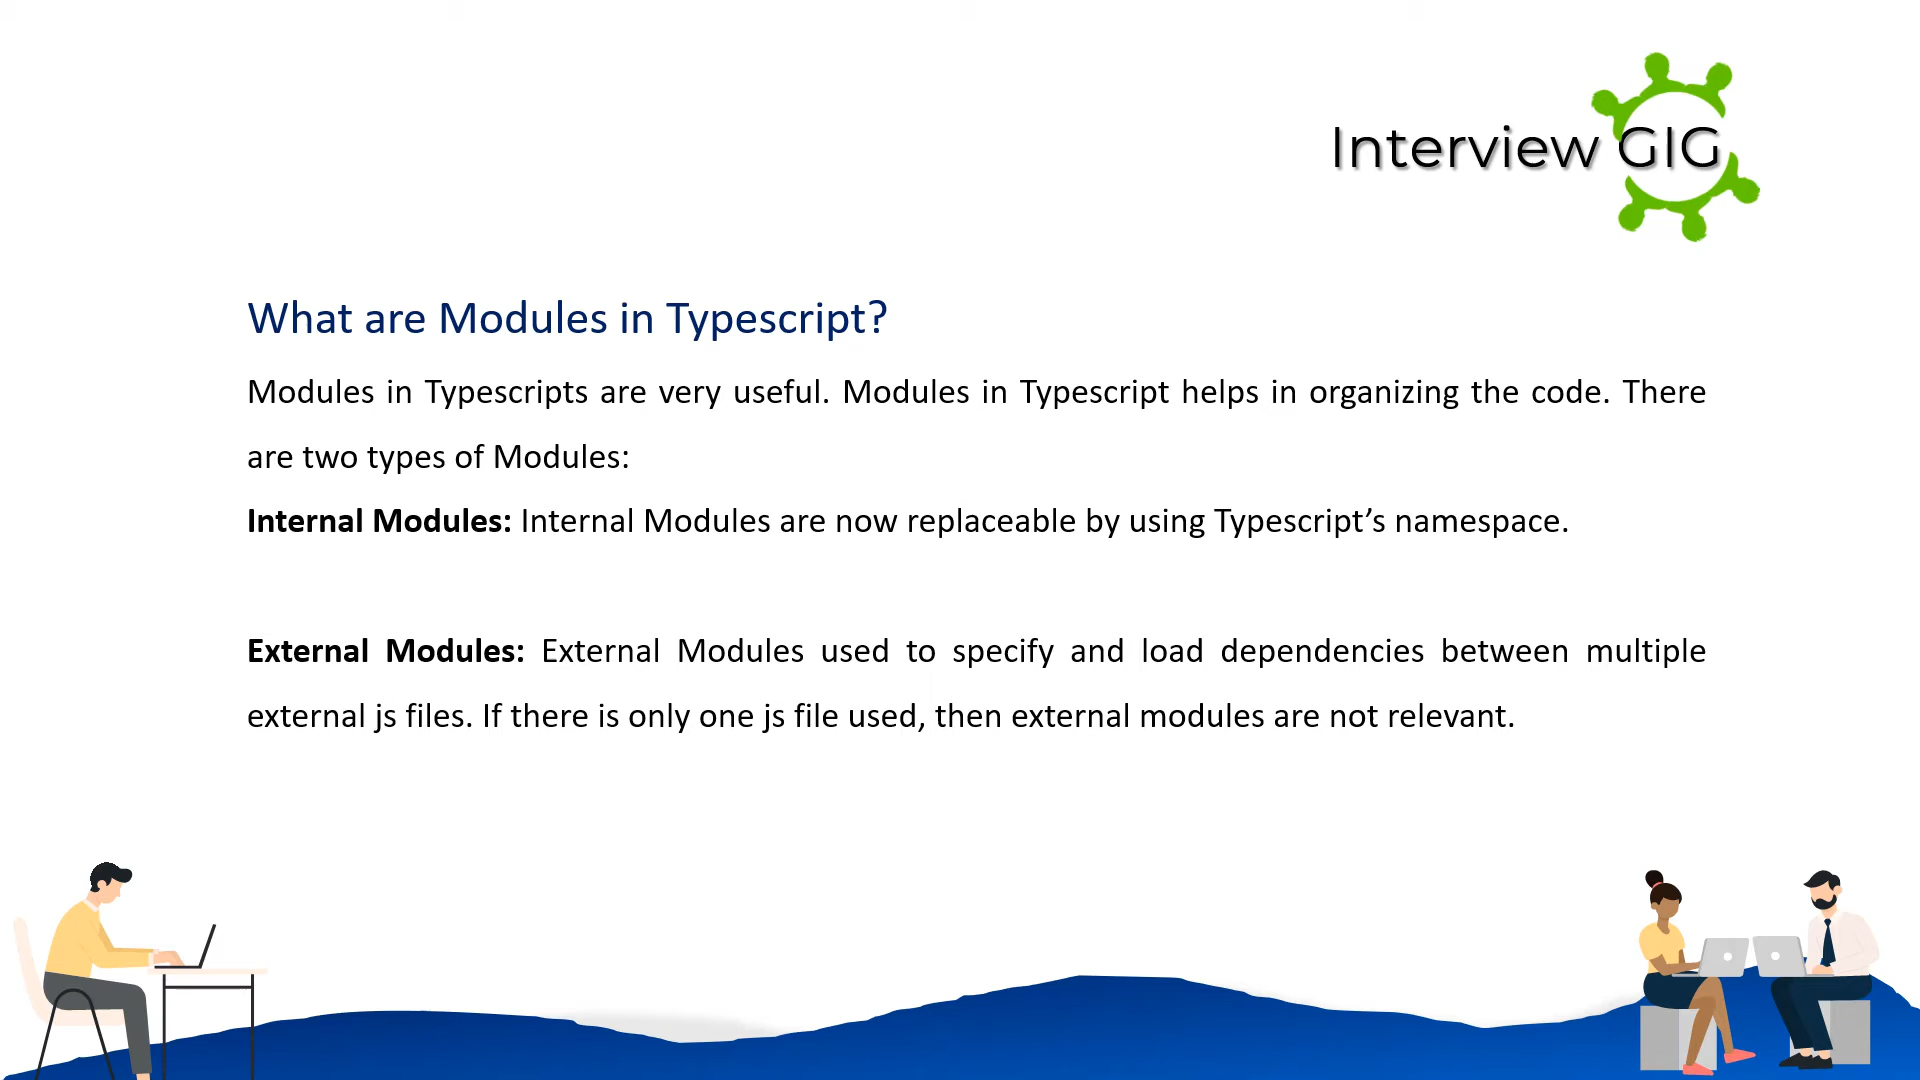 Interview GIG
What are Modules in Typescript?
Modules in Typescripts are very useful. Modules in Typescript helps in organizing the code. There
are two types of Modules:
Internal Modules: Internal Modules are now replaceable by using Typescript’s namespace.
External Modules: External Modules used to specify and load dependencies between multiple
external js files. If there is only one js file used, then external modules are not relevant.